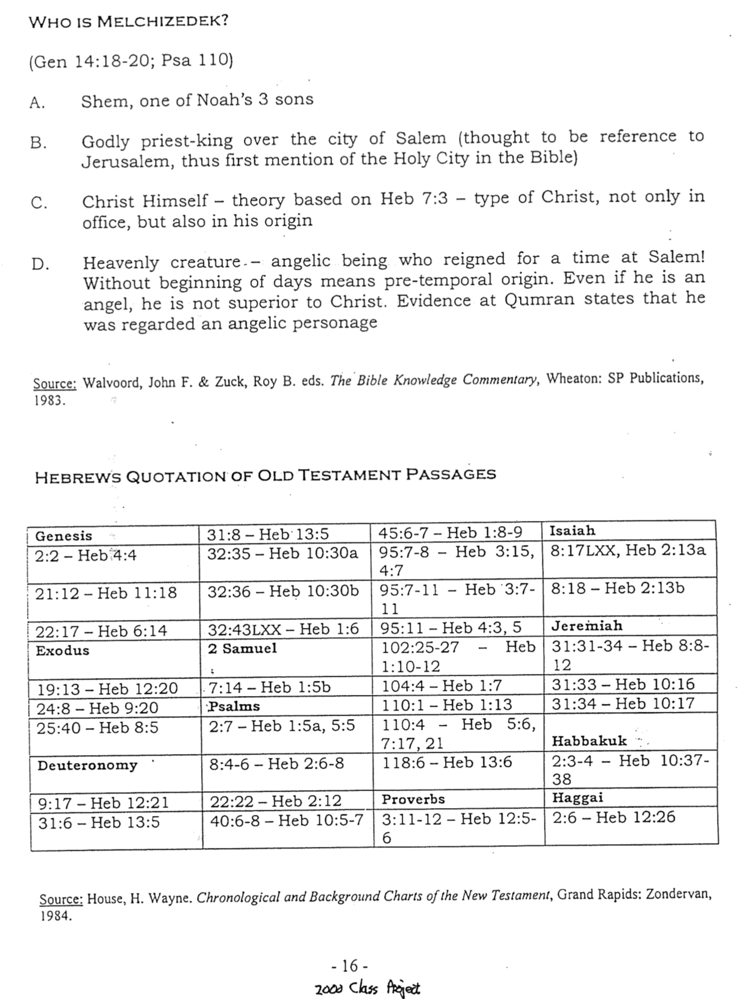 WHO IS MELCHIZEDEK?
(Gen 14:18-20; Psa 110)
A. Shem, one of Noah's 3 sons
B. Godly priest-king over the city of Salem (thought to be reference to
Jerusalem, thus first mention of the Holy City in the Bible)
C. Christ Himself – theory based on Heb 7:3 – type of Christ, not only in
office, but also in his origin
D. Heavenly creature – angelic being who reigned for a time at Salem!
Without beginning of days means pre-temporal origin. Even if he is an
angel, he is not superior to Christ. Evidence at Qumran states that he
was regarded an angelic personage
Source: Walvoord, John F. & Zuck, Roy B. eds. The Bible Knowledge Commentary, Wheaton: SP Publications,
1983.
HEBREW'S QUOTATION OF OLD TESTAMENT PASSAGES
Genesis 31:8 – Heb 13:5 45:6-7 – Heb 1:8-9 Isaiah
2:2 – Heb 4:4 32:35 – Heb 10:30a 95:7-8 – Heb 3:15, 8:17LXX, Heb 2:13a
4:7
21:12 – Heb 11:18 32:36 – Heb 10:30b 95:7-11 – Heb 3:7- 8:18 – Heb 2:13b
11
22:17 – Heb 6:14 32:43LXX – Heb 1:6 95:11 – Heb 4:3, 5 Jeremiah
Exodus 2 Samuel 102:25-27 – Heb 31:31-34 – Heb 8:8-
1:10-12 12
19:13 – Heb 12:20 7:14 – Heb 1:5b 104:4 – Heb 1:7 31:33 – Heb 10:16
24:8 – Heb 9:20 Psalms 110:1 – Heb 1:13 31:34 – Heb 10:17
25:40 – Heb 8:5 2:7 – Heb 1:5a, 5:5 110:4 – Heb 5:6,
7:17, 21 Habbakuk
Deuteronomy 8:4-6 – Heb 2:6-8 118:6 – Heb 13:6 2:3-4 – Heb 10:37-
38
9:17 – Heb 12:21 22:22 – Heb 2:12 Proverbs Haggai
31:6 – Heb 13:5 40:6-8 – Heb 10:5-7 3:11-12 – Heb 12:5- 2:6 – Heb 12:26
6
Source: House, H. Wayne. Chronological and Background Charts of the New Testament, Grand Rapids: Zondervan,
1984.
- 16 -
2000 Class Project